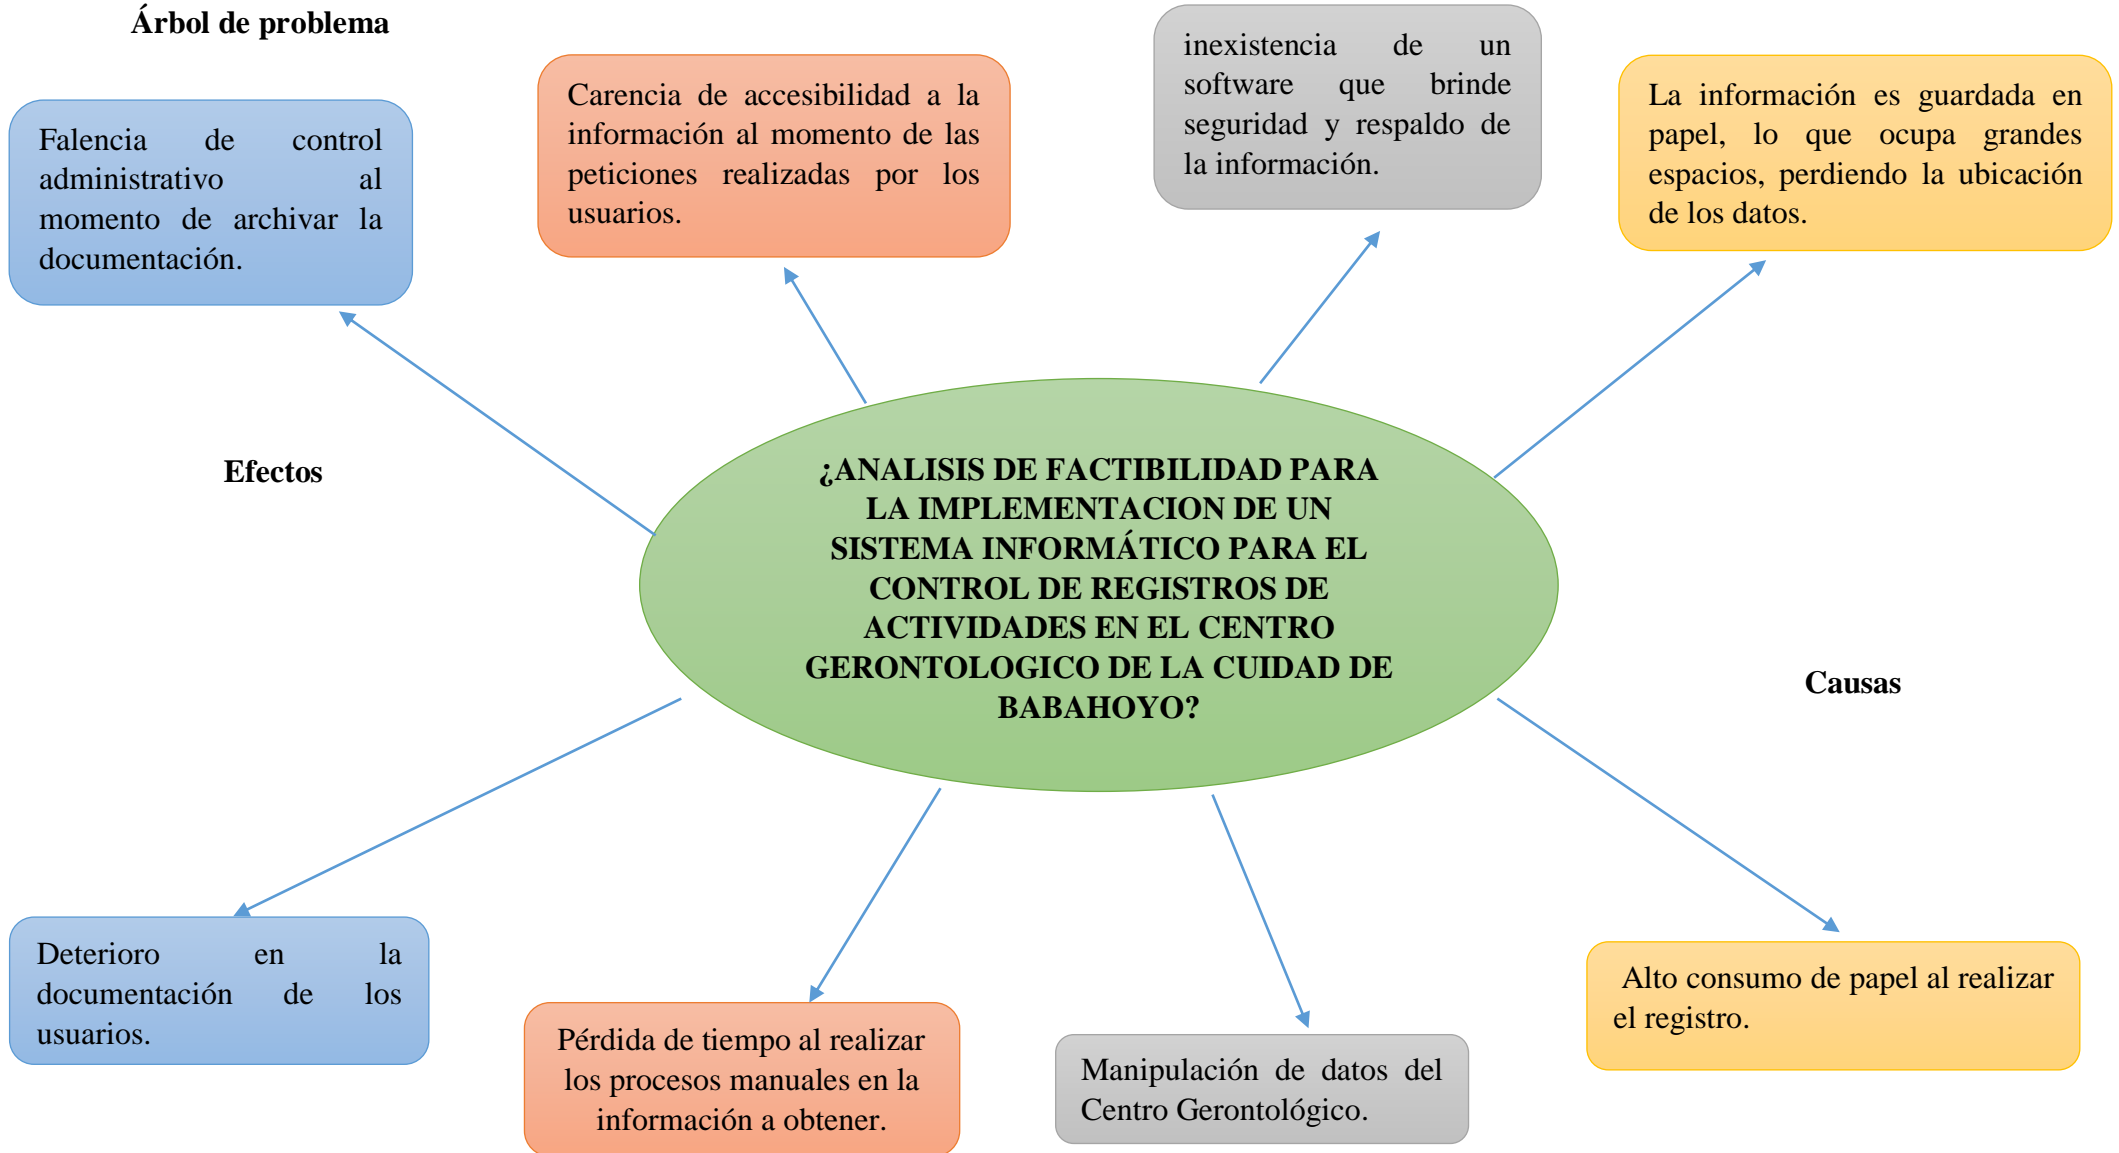 Árbol de problema
Falencia de control
administrativo al
momento de archivar la
documentación.
Carencia de accesibilidad a la
información al momento de las
peticiones realizadas por los
usuarios.
inexistencia de un
software que brinde
seguridad y respaldo de
la información.
La información es guardada en
papel, lo que ocupa grandes
espacios, perdiendo la ubicación
de los datos.
Efectos
¿ANALISIS DE FACTIBILIDAD PARA
LA IMPLEMENTACION DE UN
SISTEMA INFORMÁTICO PARA EL
CONTROL DE REGISTROS DE
ACTIVIDADES EN EL CENTRO
GERONTOLOGICO DE LA CUIDAD DE
BABAHOYO?
Causas
Deterioro en la
documentación de los
usuarios.
Pérdida de tiempo al realizar
los procesos manuales en la
información a obtener.
Manipulación de datos del
Centro Gerontológico.
Alto consumo de papel al realizar
el registro.